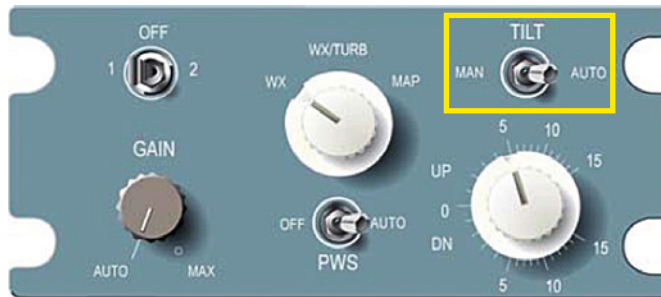 OFF
1 2
WX/TURB
WX MAP
TILT
MAN AUTO
GAIN
AUTO MAX
OFF AUTO
PWS
5 10
15
UP
0
DN
15
5 10